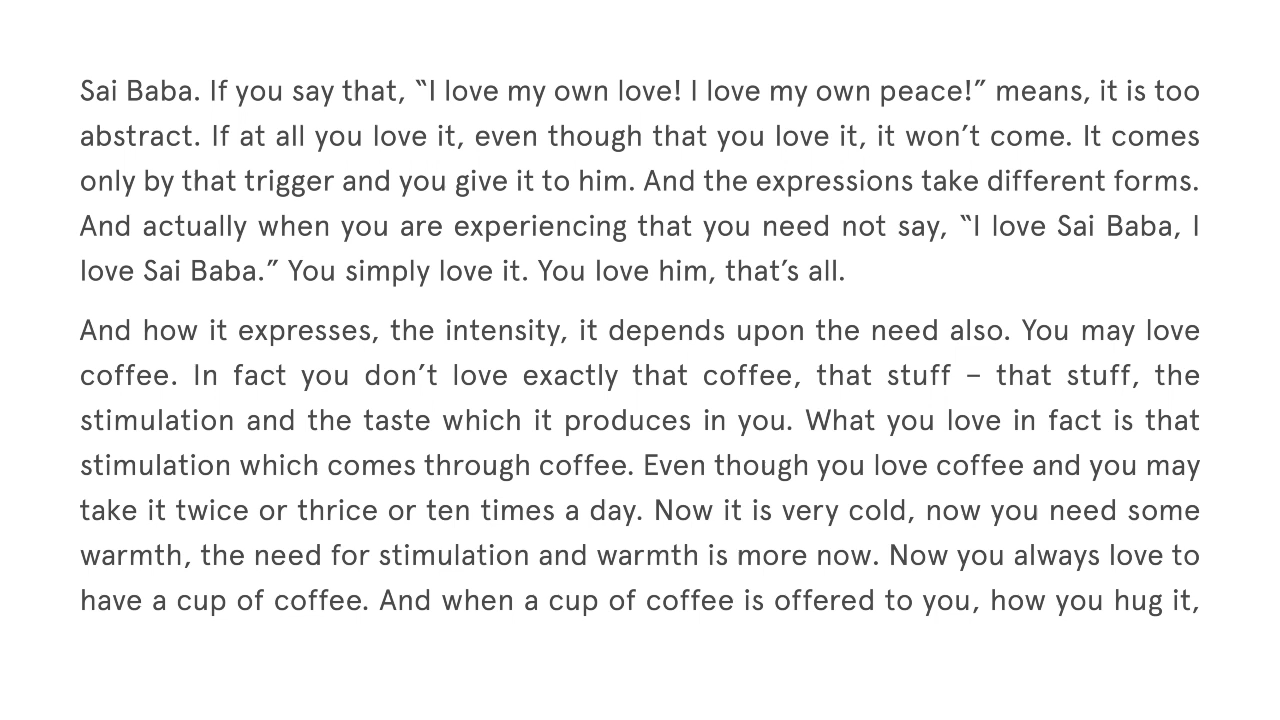 Sai Baba. If you say that, “I love my own love! I love my own peace!” means, it is too
abstract. If at all you love it, even though that you love it, it won’t come. It comes
only by that trigger and you give it to him. And the expressions take different forms.
And actually when you are experiencing that you need not say, “I love Sai Baba, I
love Sai Baba.” You simply love it. You love him, that’s all.
And how it expresses, the intensity, it depends upon the need also. You may love
coffee. In fact you don’t love exactly that coffee, that stuff – that stuff, the
stimulation and the taste which it produces in you. What you love in fact is that
stimulation which comes through coffee. Even though you love coffee and you may
take it twice or thrice or ten times a day. Now it is very cold, now you need some
warmth, the need for stimulation and warmth is more now. Now you always love to
have a cup of coffee. And when a cup of coffee is offered to you, how you hug it,